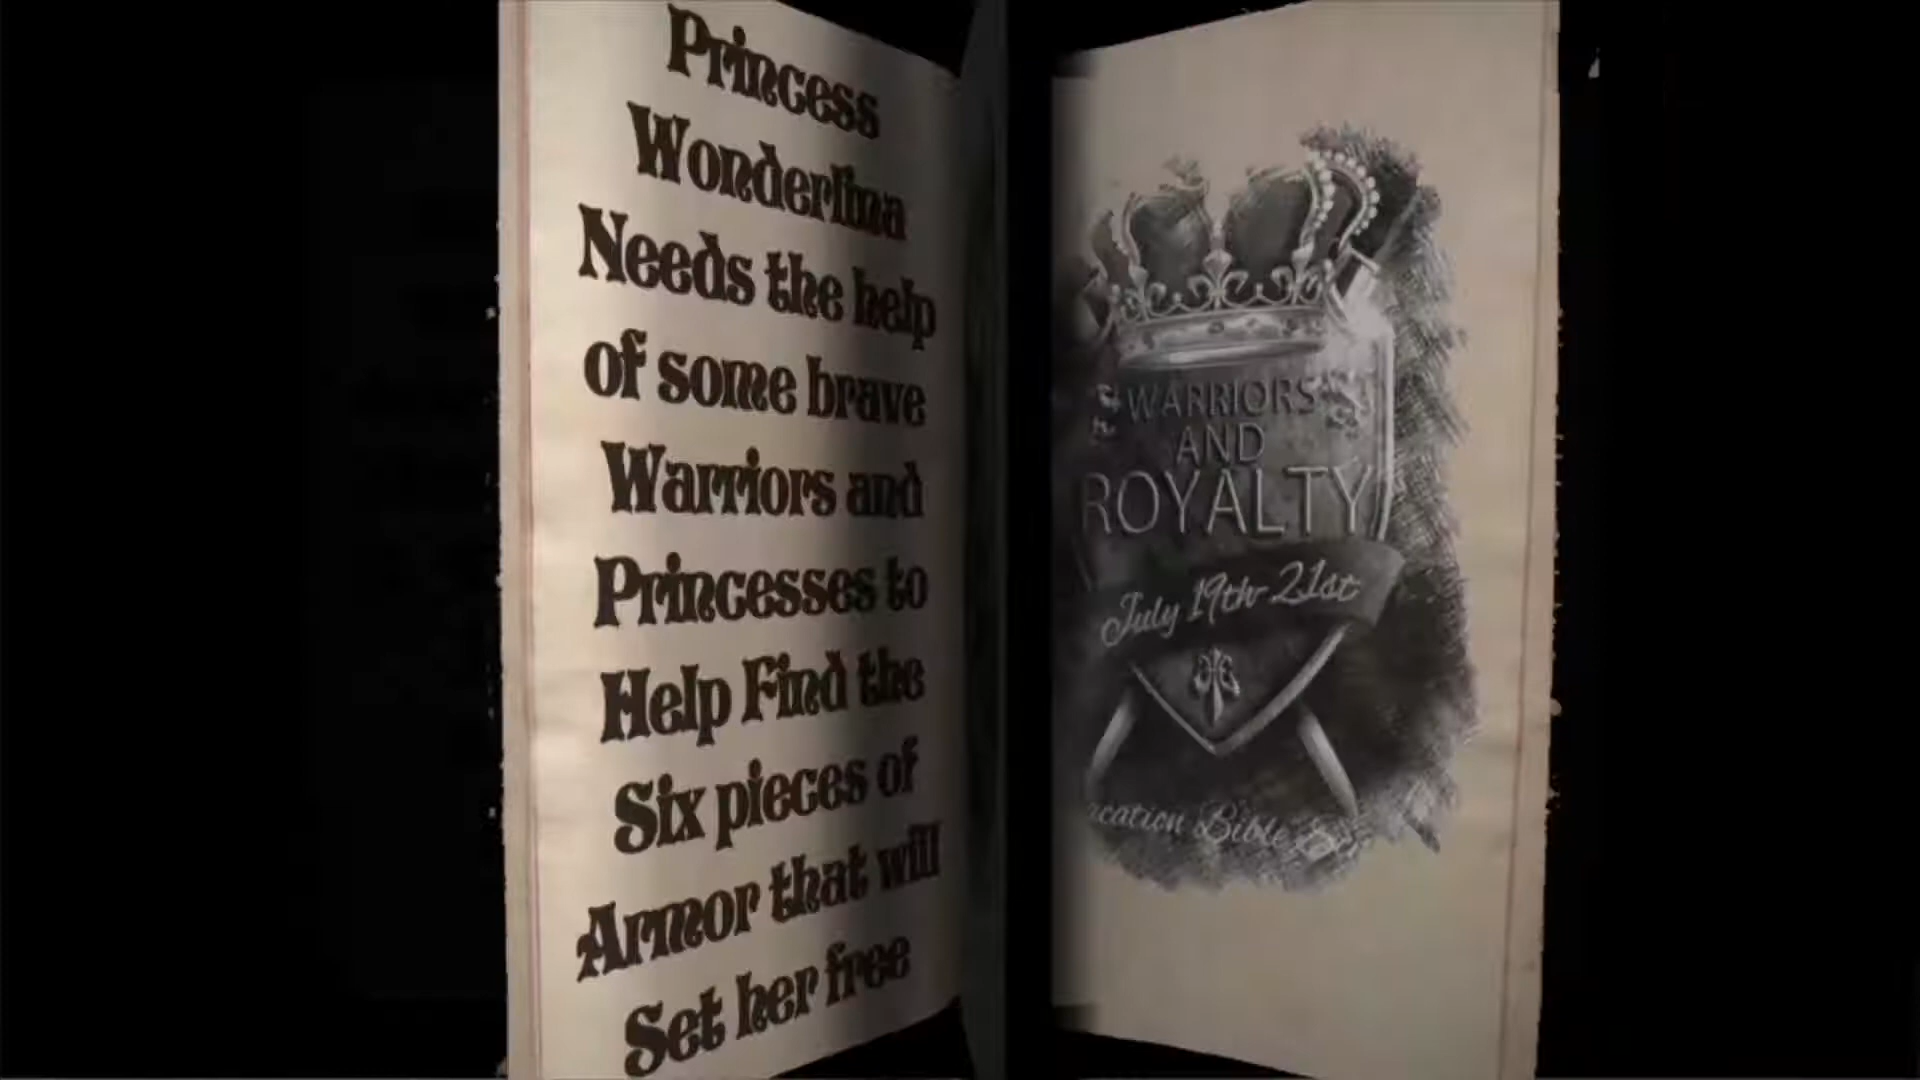 Princess
Wonderlina
Needs the help
of some brave
Warriors and
Princesses to
Help Find the
Six pieces of
Armor that will
Set her free
WARRIORS
AND
ROYALTY
July 19th-21st
Bible